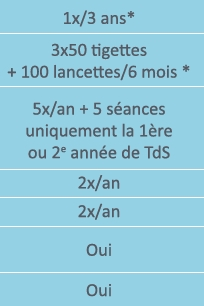 1x/3 ans*
3x50 tigettes
+ 100 lancettes/6 mois *
5x/an + 5 séances
uniquement la 1ère
ou 2e année de TdS
2x/an
2x/an
Oui
Oui